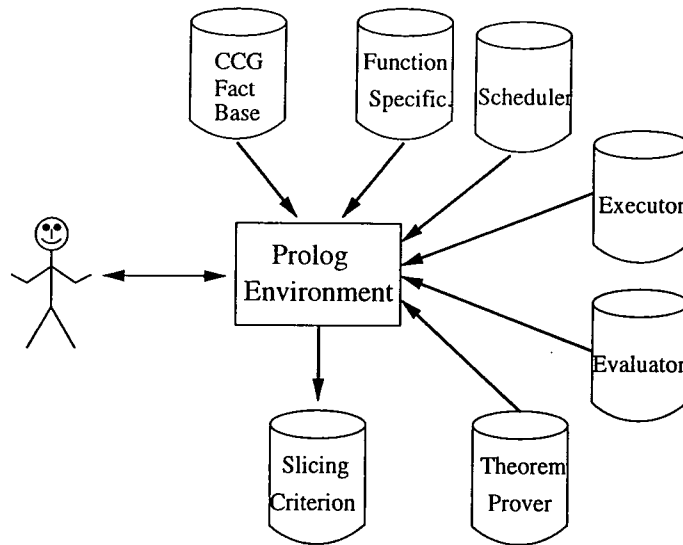 CCG
Fact
Base
Function
Specific.
Scheduler
Executor
Prolog
Environment
Evaluator
Slicing
Criterion
Theorem
Prover